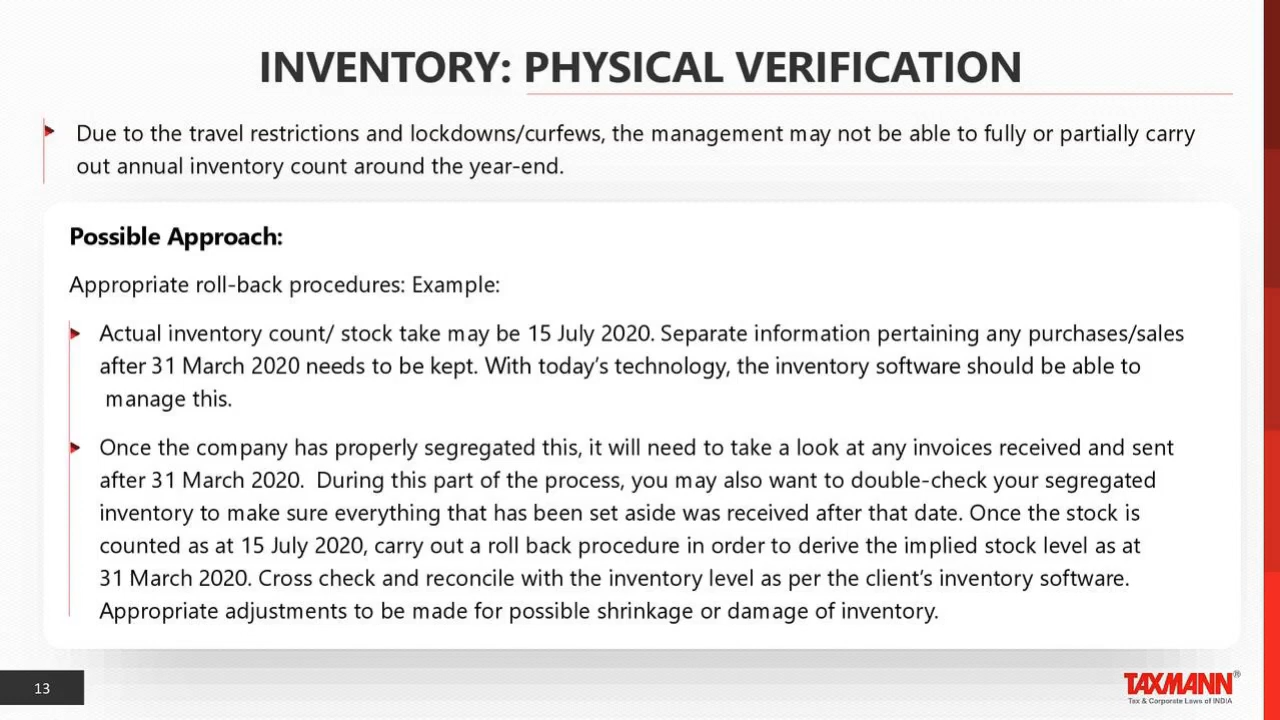 INVENTORY: PHYSICAL VERIFICATION
Due to the travel restrictions and lockdowns/curfews, the management may not be able to fully or partially carry
out annual inventory count around the year-end.
Possible Approach:
Appropriate roll-back procedures: Example:
Actual inventory count/ stock take may be 15 July 2020. Separate information pertaining any purchases/sales
after 31 March 2020 needs to be kept. With today's technology, the inventory software should be able to
manage this.
Once the company has properly segregated this, it will need to take a look at any invoices received and sent
after 31 March 2020. During this part of the process, you may also want to double-check your segregated
inventory to make sure everything that has been set aside was received after that date. Once the stock is
counted as at 15 July 2020, carry out a roll back procedure in order to derive the implied stock level as at
31 March 2020. Cross check and reconcile with the inventory level as per the client's inventory software.
Appropriate adjustments to be made for possible shrinkage or damage of inventory.
13
TAXMANN®
Tax & Corporate Laws of INDIA